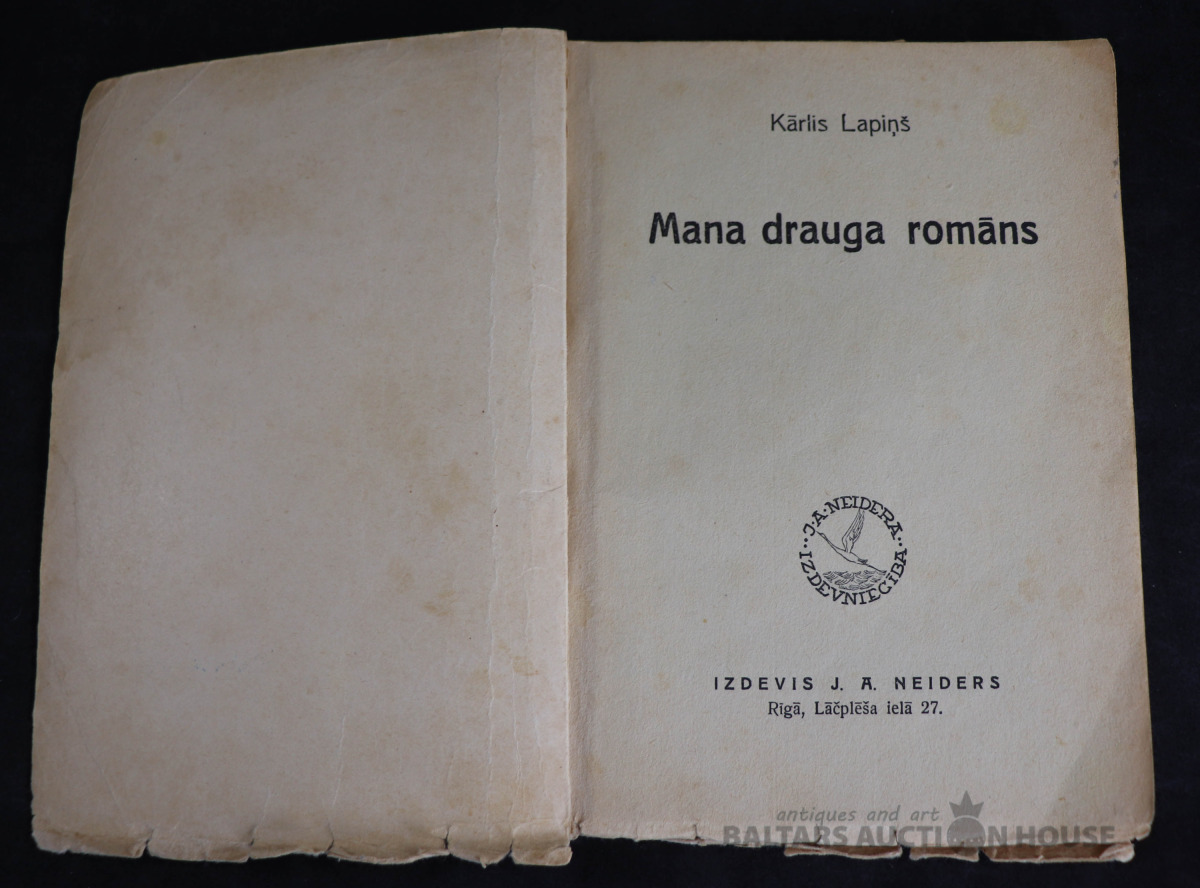 Kārlis Lapiņš
Mana drauga romāns
· J · A · NEIDERA ·
· IZDEVNIECĪBA ·
IZDEVIS J. A. NEIDERS
Rīgā, Lāčplēša ielā 27.
antiques and art
BALTARS AUCTION HOUSE